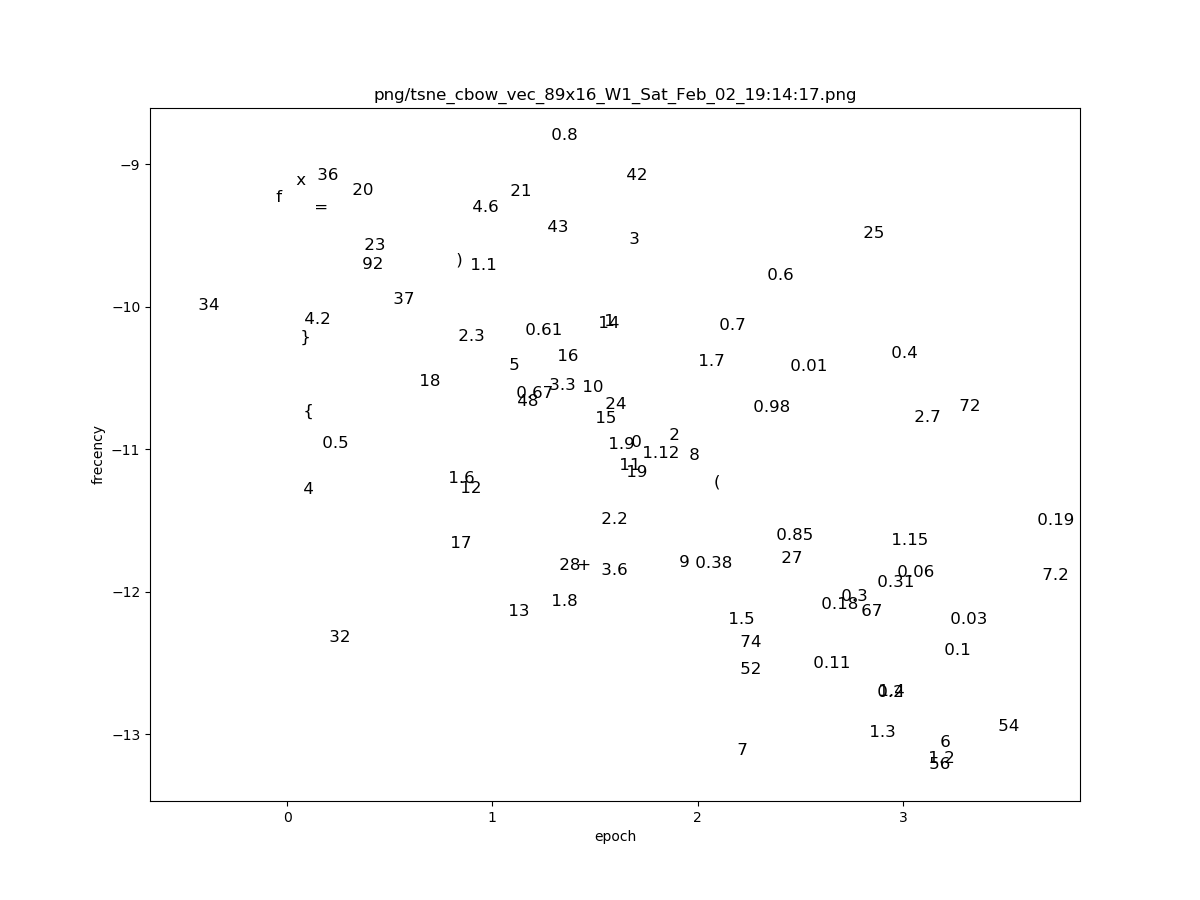 png/tsne_cbow_vec_89x16_W1_Sat_Feb_02_19:14:17.png
0.8
−9
x 36 42
f 20 21
= 4.6
43
3 25
23
92 ) 1.1
0.6
37
−10 34
4.2 1 14 0.7
} 2.3 0.61
16 0.4
5 1.7 0.01
18 3.3 10
0.67
48 24 0.98 72
{ 15 2.7
0.5 1.9 0 2
−11 1.12 8
11
19
1.6
12 (
4
2.2 0.19
17 0.85 1.15
28 + 3.6 9 0.38 27
0.06 7.2
0.31
−12 1.8 0.3
13 0.18 67
1.5 0.03
32 74 0.1
52 0.11
0.2 1.4
1.3 54
−13 7 6
1.2
56
0 1 2 3
epoch
frecency